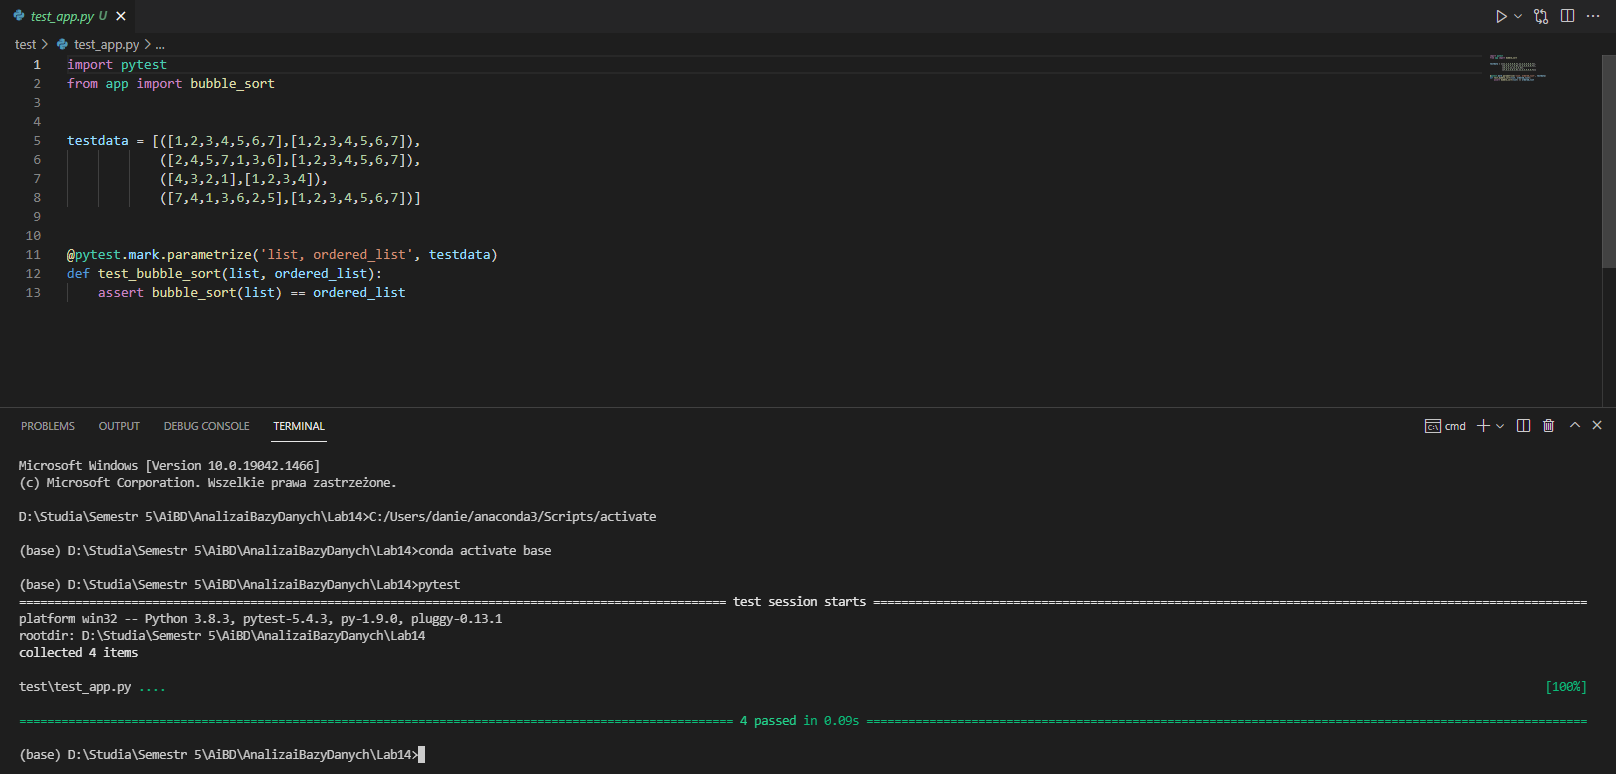 test_app.py U
test > test_app.py > ...
1 import pytest
2 from app import bubble_sort
3
4
5 testdata = [([1,2,3,4,5,6,7],[1,2,3,4,5,6,7]),
6 ([2,4,5,7,1,3,6],[1,2,3,4,5,6,7]),
7 ([4,3,2,1],[1,2,3,4]),
8 ([7,4,1,3,6,2,5],[1,2,3,4,5,6,7])]
9
10
11 @pytest.mark.parametrize('list, ordered_list', testdata)
12 def test_bubble_sort(list, ordered_list):
13 assert bubble_sort(list) == ordered_list
PROBLEMS OUTPUT DEBUG CONSOLE TERMINAL cmd
Microsoft Windows [Version 10.0.19042.1466]
(c) Microsoft Corporation. Wszelkie prawa zastrzeżone.
D:\Studia\Semestr 5\AiBD\AnalizaiBazyDanych\Lab14>C:/Users/danie/anaconda3/Scripts/activate
(base) D:\Studia\Semestr 5\AiBD\AnalizaiBazyDanych\Lab14>conda activate base
(base) D:\Studia\Semestr 5\AiBD\AnalizaiBazyDanych\Lab14>pytest
test session starts
platform win32 -- Python 3.8.3, pytest-5.4.3, py-1.9.0, pluggy-0.13.1
rootdir: D:\Studia\Semestr 5\AiBD\AnalizaiBazyDanych\Lab14
collected 4 items
test\test_app.py .... [100%]
4 passed in 0.09s
(base) D:\Studia\Semestr 5\AiBD\AnalizaiBazyDanych\Lab14>